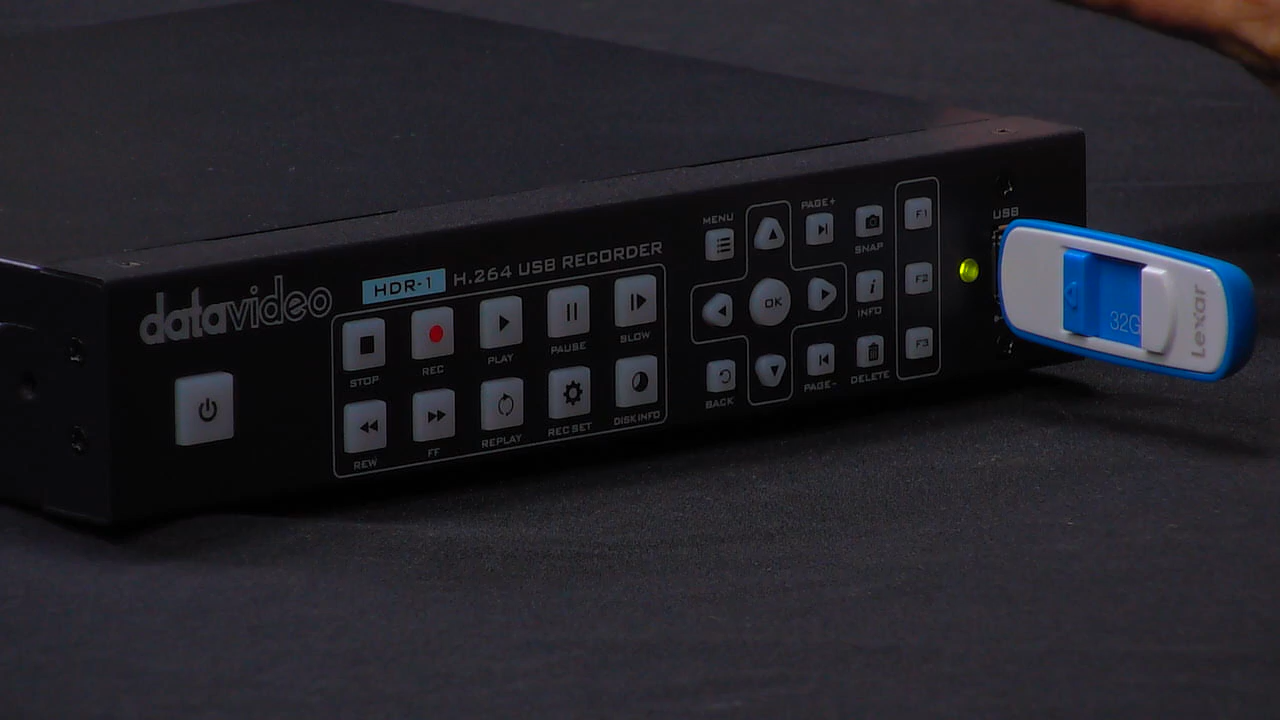 datavideo
HDR-1 H.264 USB RECORDER
STOP REC PLAY PAUSE SLOW
REW FF REPLAY REC SET DISK INFO
MENU PAGE+
OK
SNAP
INFO
BACK PAGE- DELETE
F1
F2
F3
USB
32G
Lexar